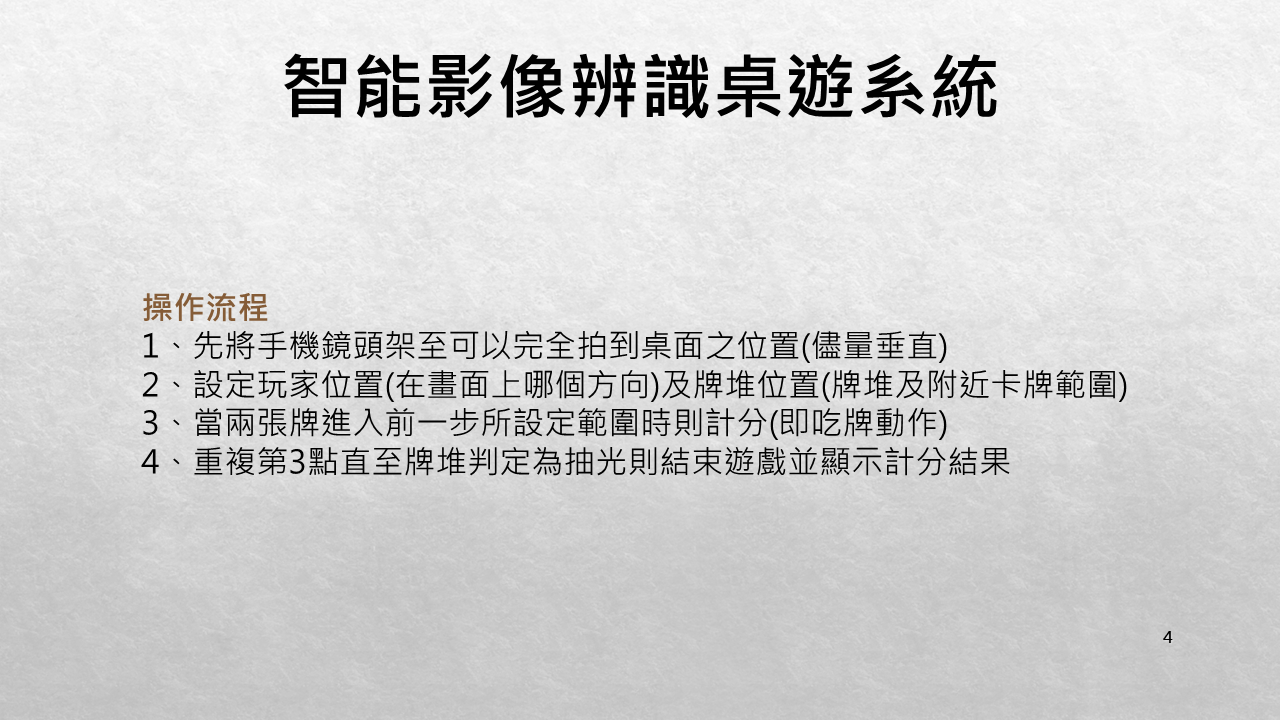 智能影像辨識桌遊系統
操作流程
1、先將手機鏡頭架至可以完全拍到桌面之位置(儘量垂直)
2、設定玩家位置(在畫面上哪個方向)及牌堆位置(牌堆及附近卡牌範圍)
3、當兩張牌進入前一步所設定範圍時則計分(即吃牌動作)
4、重複第3點直至牌堆判定為抽光則結束遊戲並顯示計分結果
4